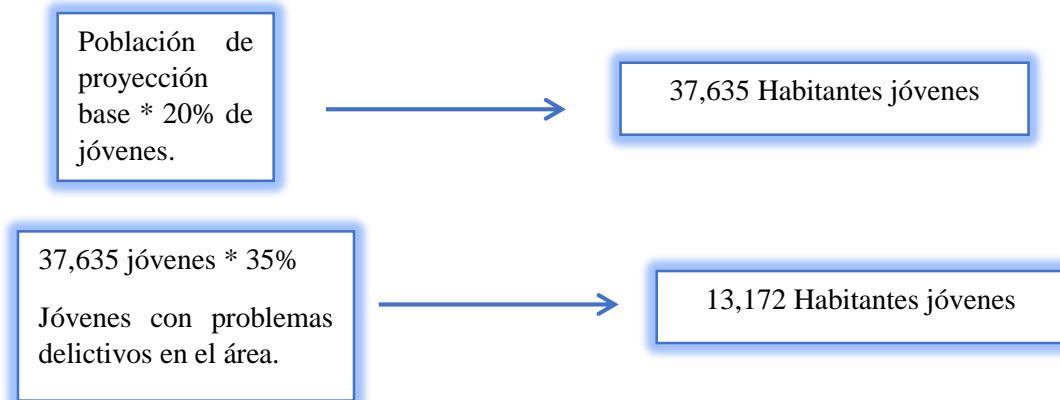 Población de
proyección
base * 20% de
jóvenes.
37,635 Habitantes jóvenes
37,635 jóvenes * 35%
Jóvenes con problemas
delictivos en el área.
13,172 Habitantes jóvenes